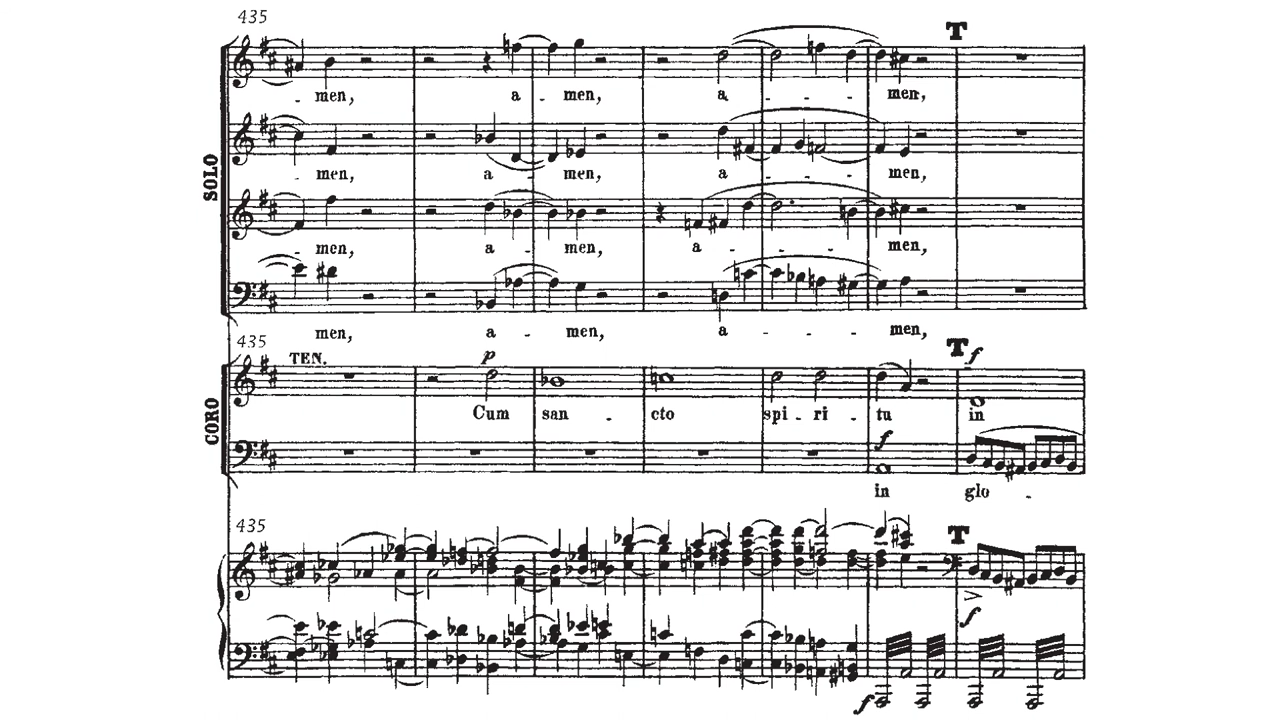 435
T
- men, a - men, a - - - men,
- men, a - men, a - - - men,
SOLO
- men, a - men, a - - - men,
men, a - men, a - - - men,
435
T
TEN. p f
Cum san - cto spi - ri - tu in
CORO
f
in glo -
435
T
f
f